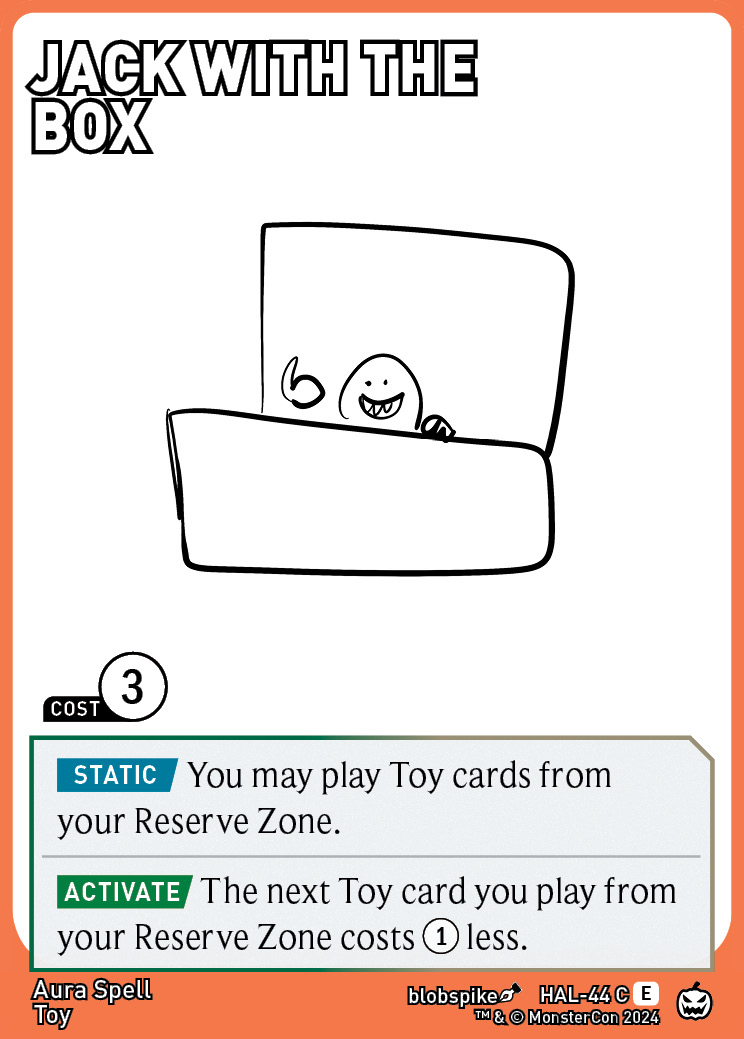 JACK WITH THE
BOX
COST 3
STATIC You may play Toy cards from
your Reserve Zone.
ACTIVATE The next Toy card you play from
your Reserve Zone costs 1 less.
Aura Spell
Toy
blobspike HAL-44 C E
™ & © MonsterCon 2024